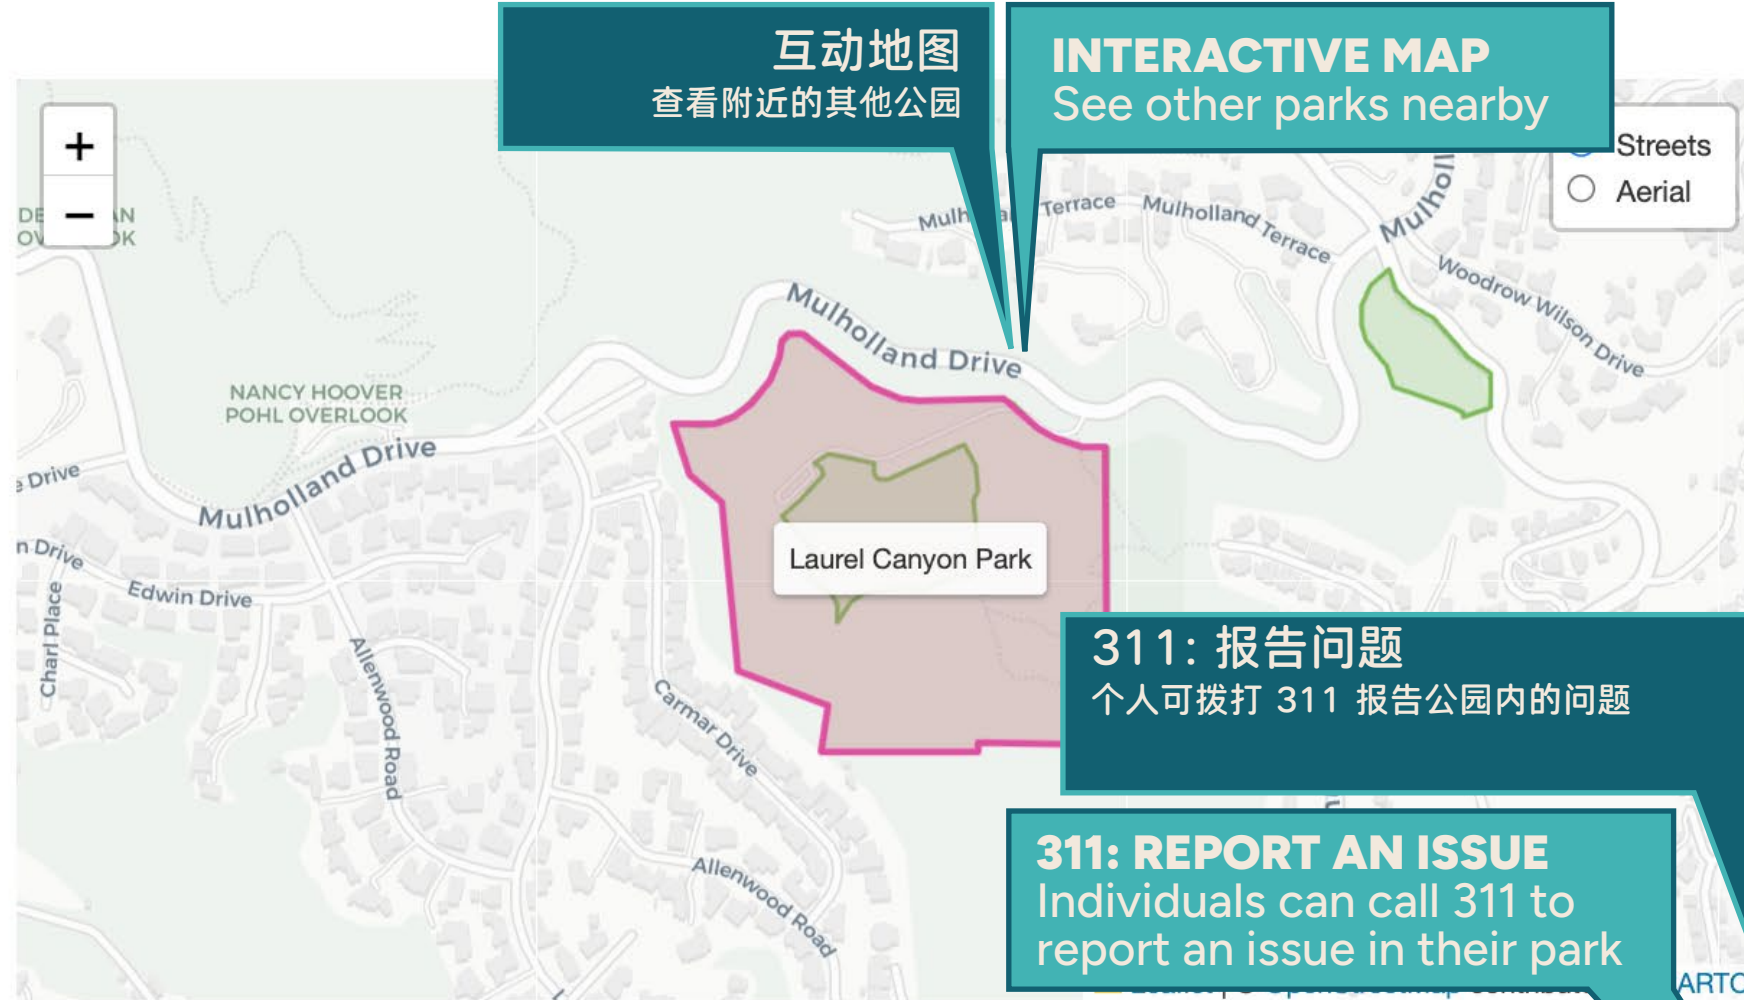 互动地图
查看附近的其他公园
INTERACTIVE MAP
See other parks nearby
+
−
Streets
Aerial
Terrace
Mulholland Terrace
Woodrow Wilson Drive
Mulholland Drive
NANCY HOOVER
POHL OVERLOOK
Mulholland Drive
Drive
Drive
Edwin Drive
Charl Place
Allenwood Road
Carmar Drive
Allenwood Road
Laurel Canyon Park
311: 报告问题
个人可拨打 311 报告公园内的问题
311: REPORT AN ISSUE
Individuals can call 311 to
report an issue in their park